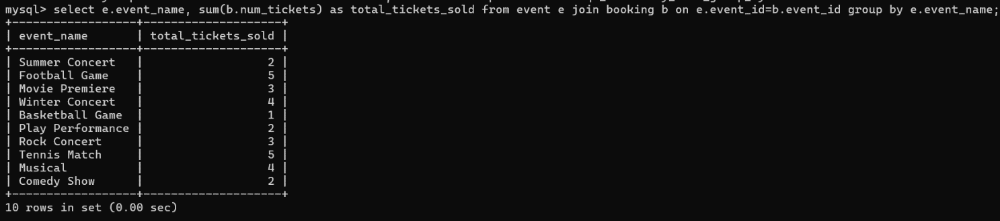 mysql> select e.event_name, sum(b.num_tickets) as total_tickets_sold from event e join booking b on e.event_id=b.event_id group by e.event_name;
+--------------------+--------------------+
| event_name         | total_tickets_sold |
+--------------------+--------------------+
| Summer Concert     |                  2 |
| Football Game      |                  5 |
| Movie Premiere     |                  3 |
| Winter Concert     |                  4 |
| Basketball Game    |                  1 |
| Play Performance   |                  2 |
| Rock Concert       |                  3 |
| Tennis Match       |                  5 |
| Musical            |                  4 |
| Comedy Show        |                  2 |
+--------------------+--------------------+
10 rows in set (0.00 sec)